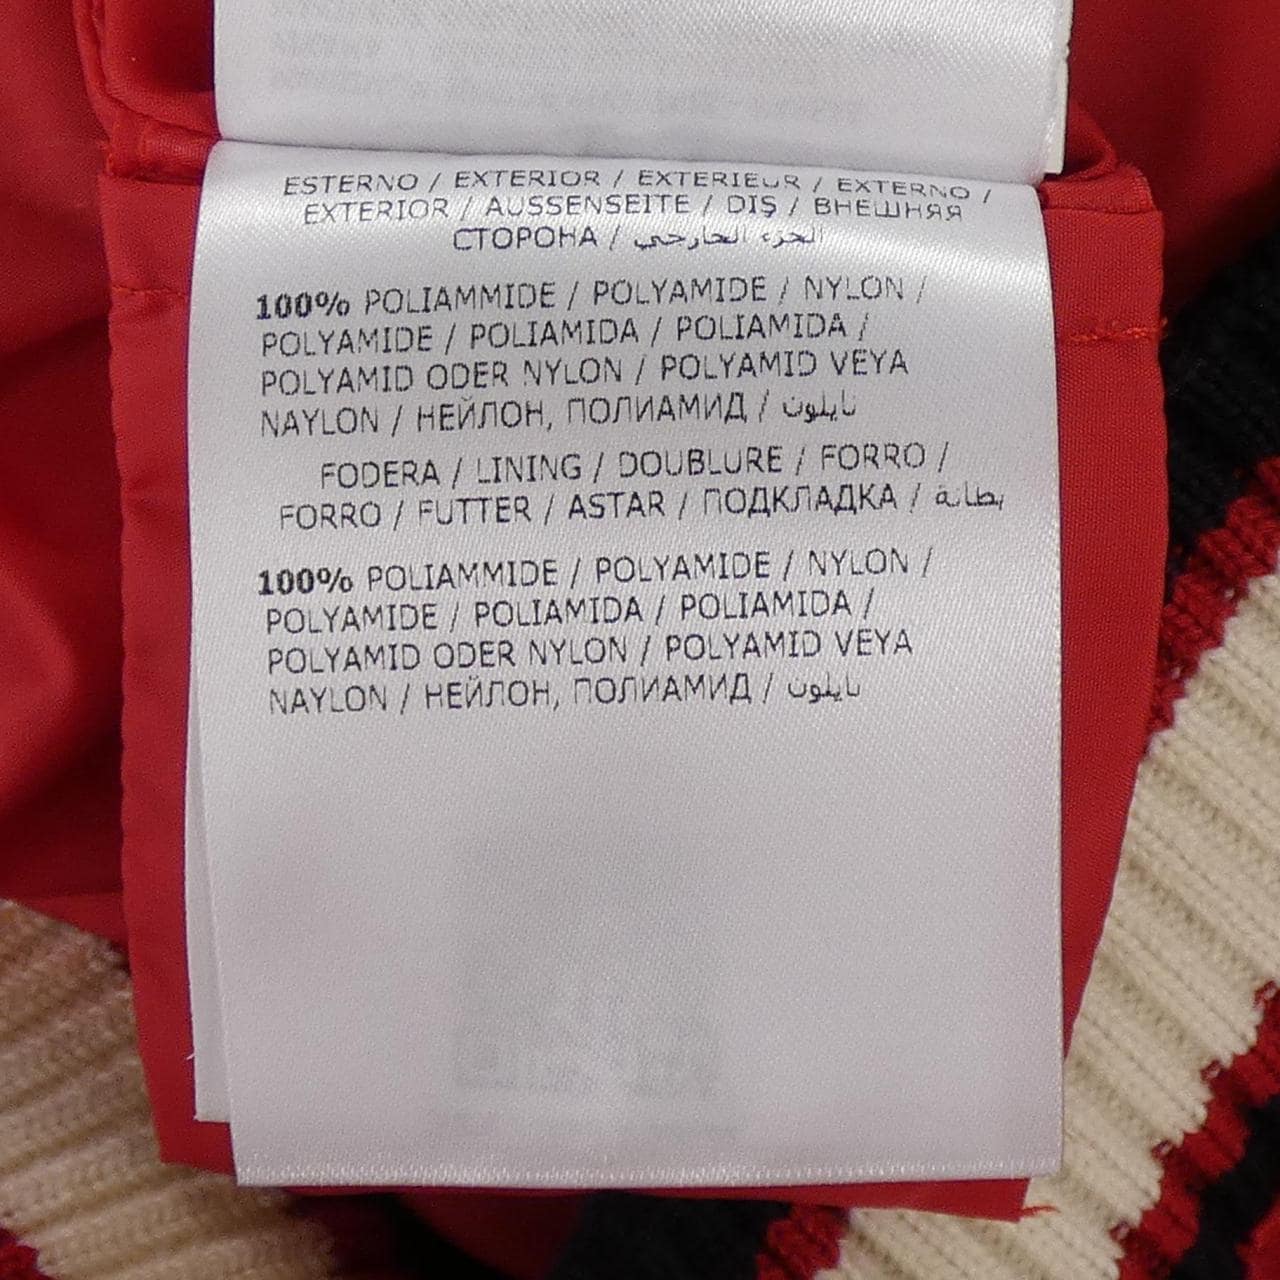 ESTERNO / EXTERIOR / EXTERIEUR / EXTERNO /
EXTERIOR / AUSSENSEITE / DIŞ / ВНЕШНЯЯ
СТОРОНА / الجزء الخارجي
100% POLIAMMIDE / POLYAMIDE / NYLON /
POLYAMIDE / POLIAMIDA / POLIAMIDA /
POLYAMID ODER NYLON / POLYAMID VEYA
NAYLON / НЕЙЛОН, ПОЛИАМИД / نايلون
FODERA / LINING / DOUBLURE / FORRO /
FORRO / FUTTER / ASTAR / ПОДКЛАДКА / بطانة
100% POLIAMMIDE / POLYAMIDE / NYLON /
POLYAMIDE / POLIAMIDA / POLIAMIDA /
POLYAMID ODER NYLON / POLYAMID VEYA
NAYLON / НЕЙЛОН, ПОЛИАМИД / نايلون